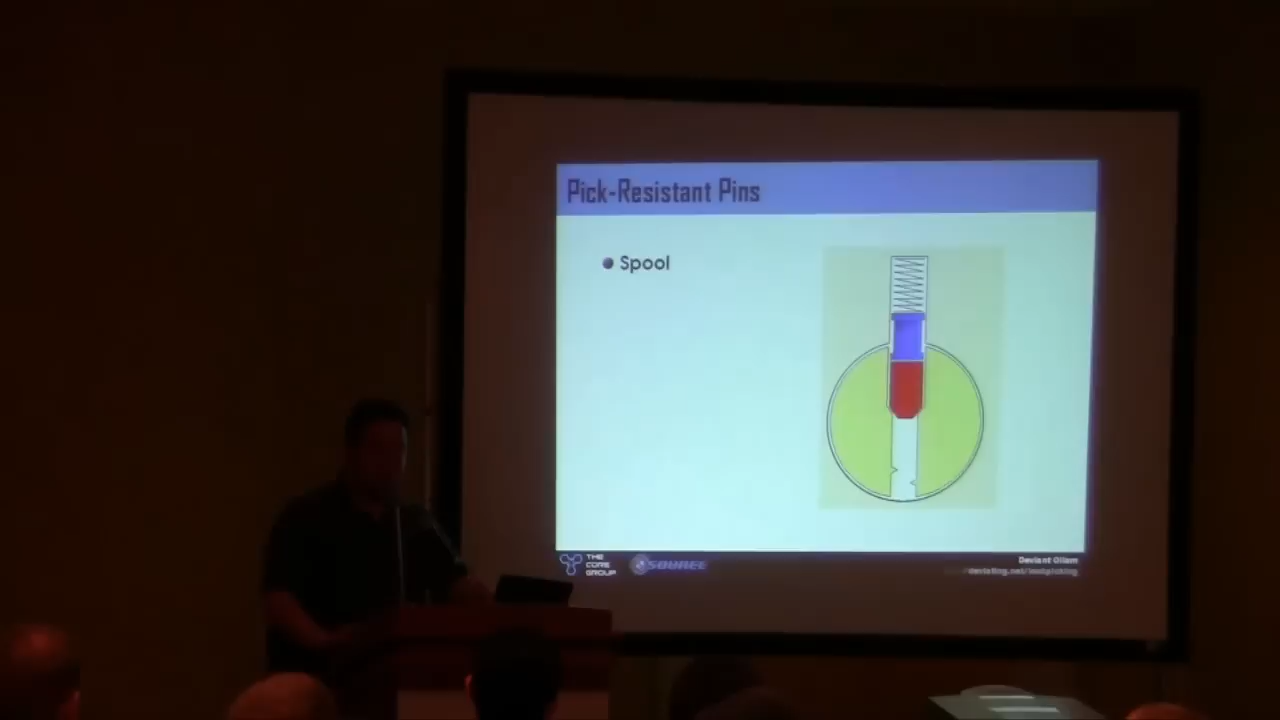 Pick-Resistant Pins
Spool
THE
CORE
GROUP
SOURCE
Deviant Ollam
deviating.net/lockpicking